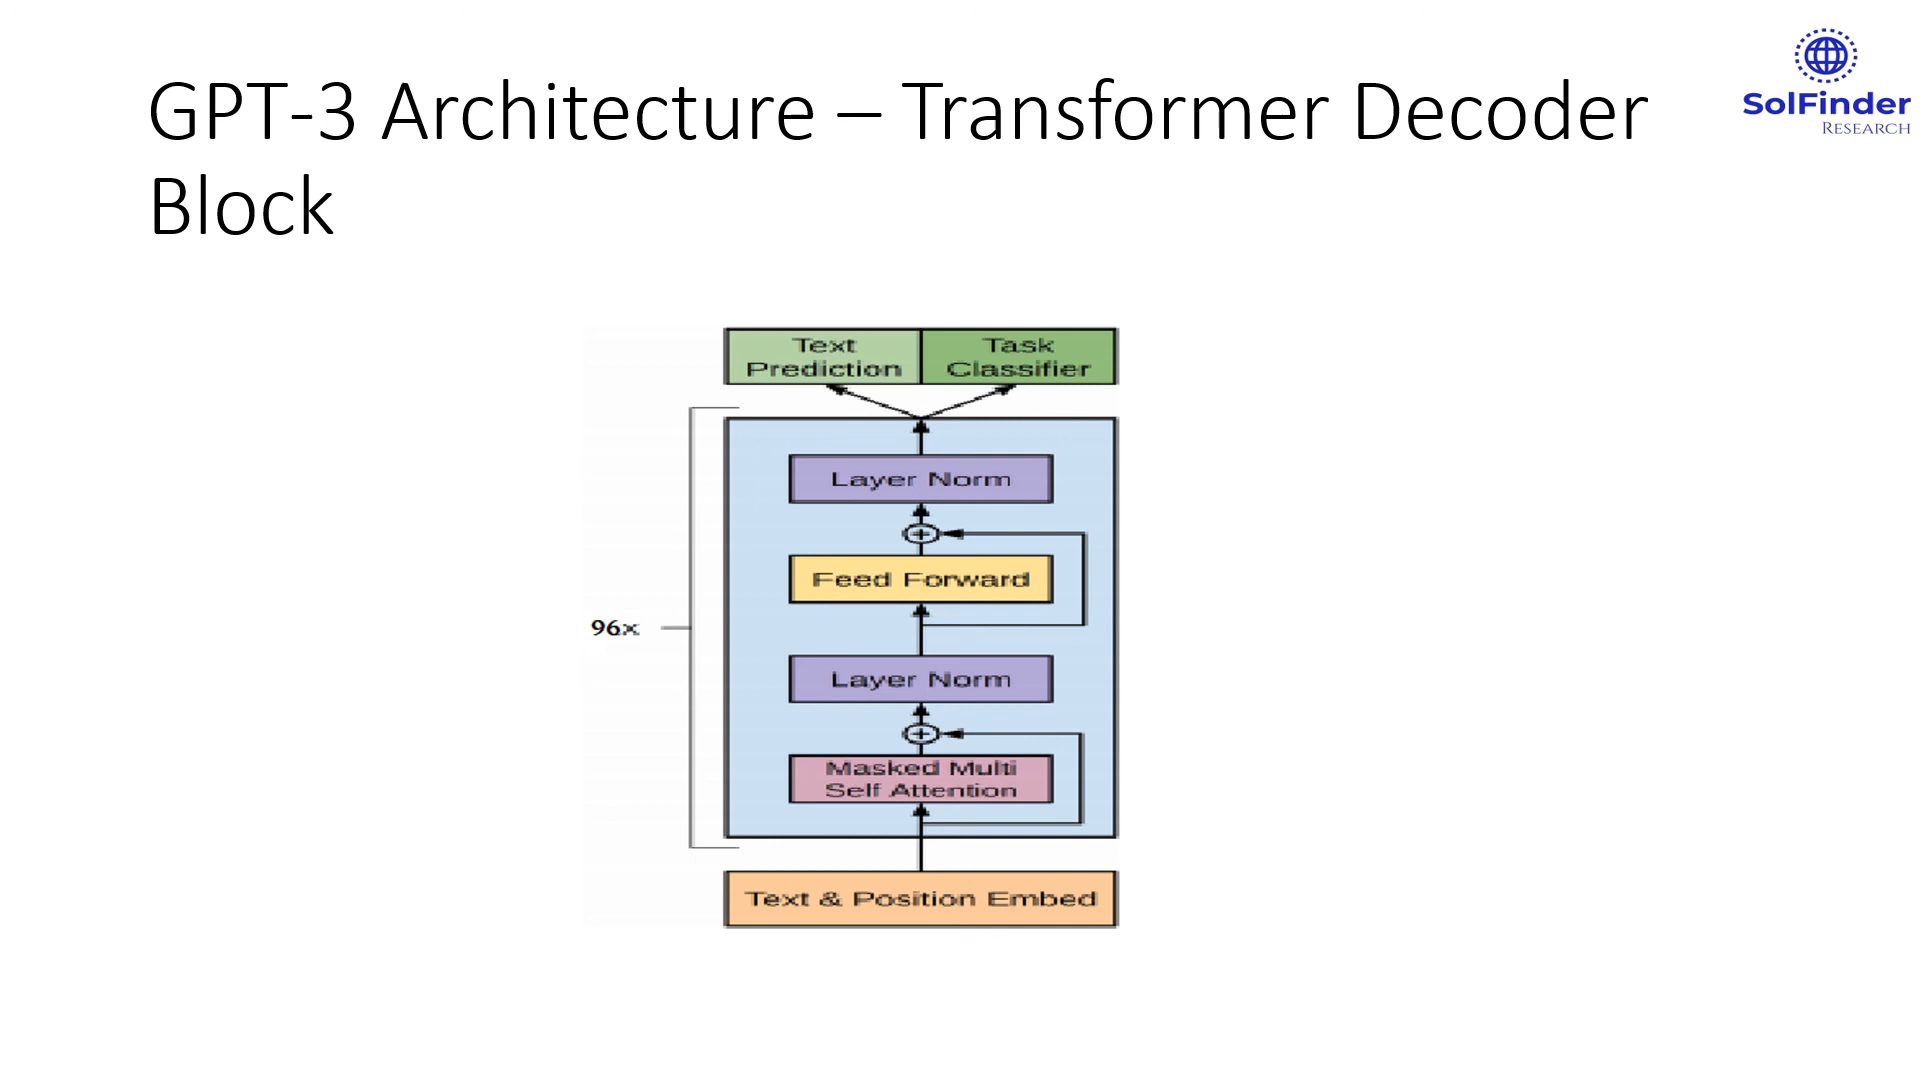 GPT-3 Architecture – Transformer Decoder
Block
SolFinder
RESEARCH
Text
Prediction
Task
Classifier
Layer Norm
Feed Forward
96x
Layer Norm
Masked Multi
Self Attention
Text & Position Embed